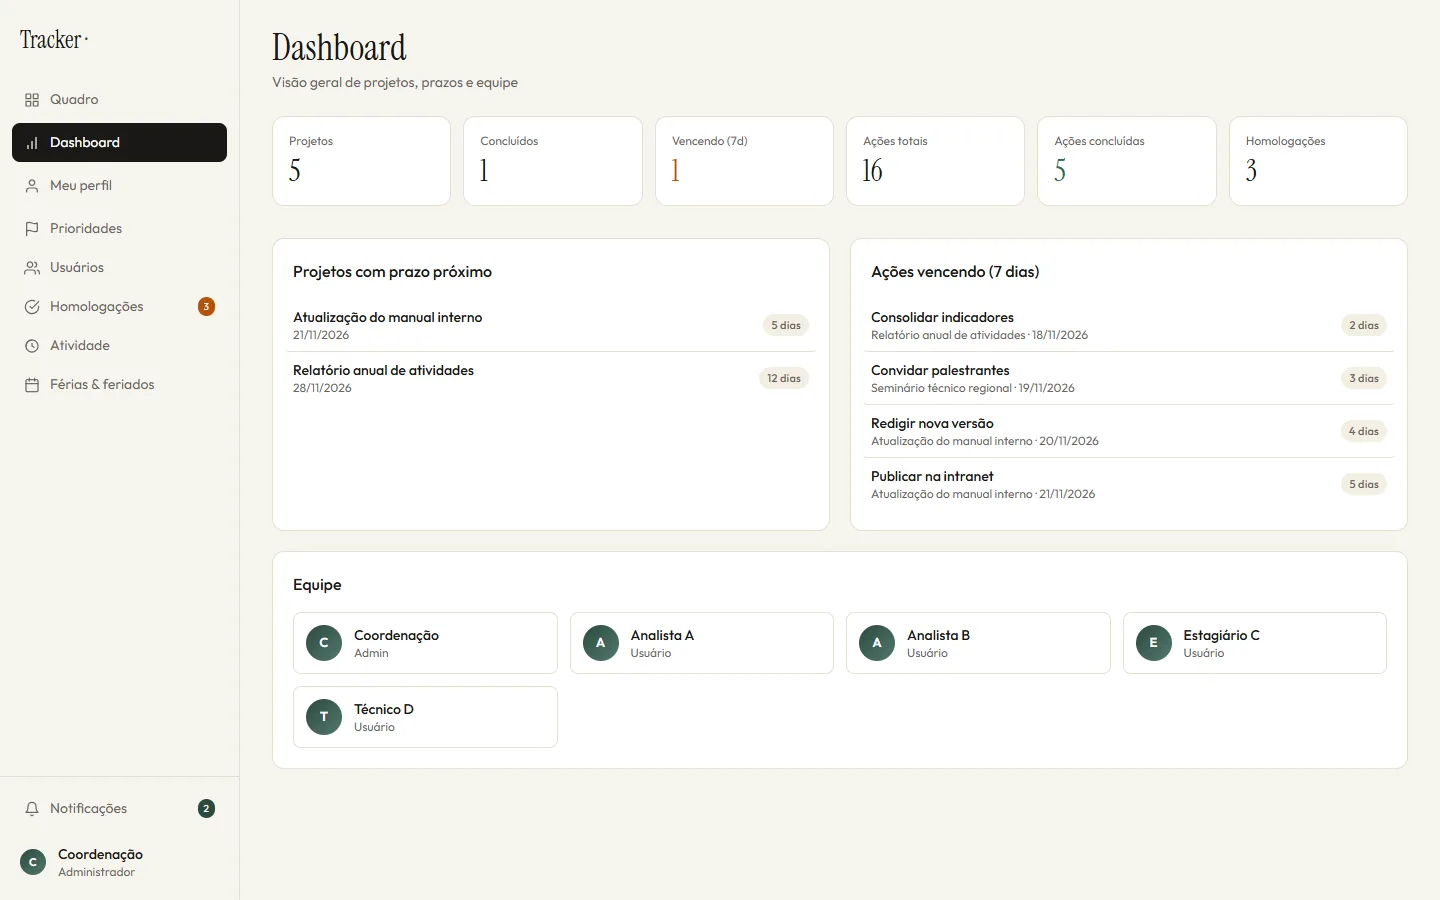 Tracker ·
Quadro
Dashboard
Meu perfil
Prioridades
Usuários
Homologações 3
Atividade
Férias & feriados
Notificações 2
C
Coordenação
Administrador
Dashboard
Visão geral de projetos, prazos e equipe
Projetos
5
Concluídos
1
Vencendo (7d)
1
Ações totais
16
Ações concluídas
5
Homologações
3
Projetos com prazo próximo
Atualização do manual interno
21/11/2026
5 dias
Relatório anual de atividades
28/11/2026
12 dias
Ações vencendo (7 dias)
Consolidar indicadores
Relatório anual de atividades · 18/11/2026
2 dias
Convidar palestrantes
Seminário técnico regional · 19/11/2026
3 dias
Redigir nova versão
Atualização do manual interno · 20/11/2026
4 dias
Publicar na intranet
Atualização do manual interno · 21/11/2026
5 dias
Equipe
C
Coordenação
Admin
A
Analista A
Usuário
A
Analista B
Usuário
E
Estagiário C
Usuário
T
Técnico D
Usuário